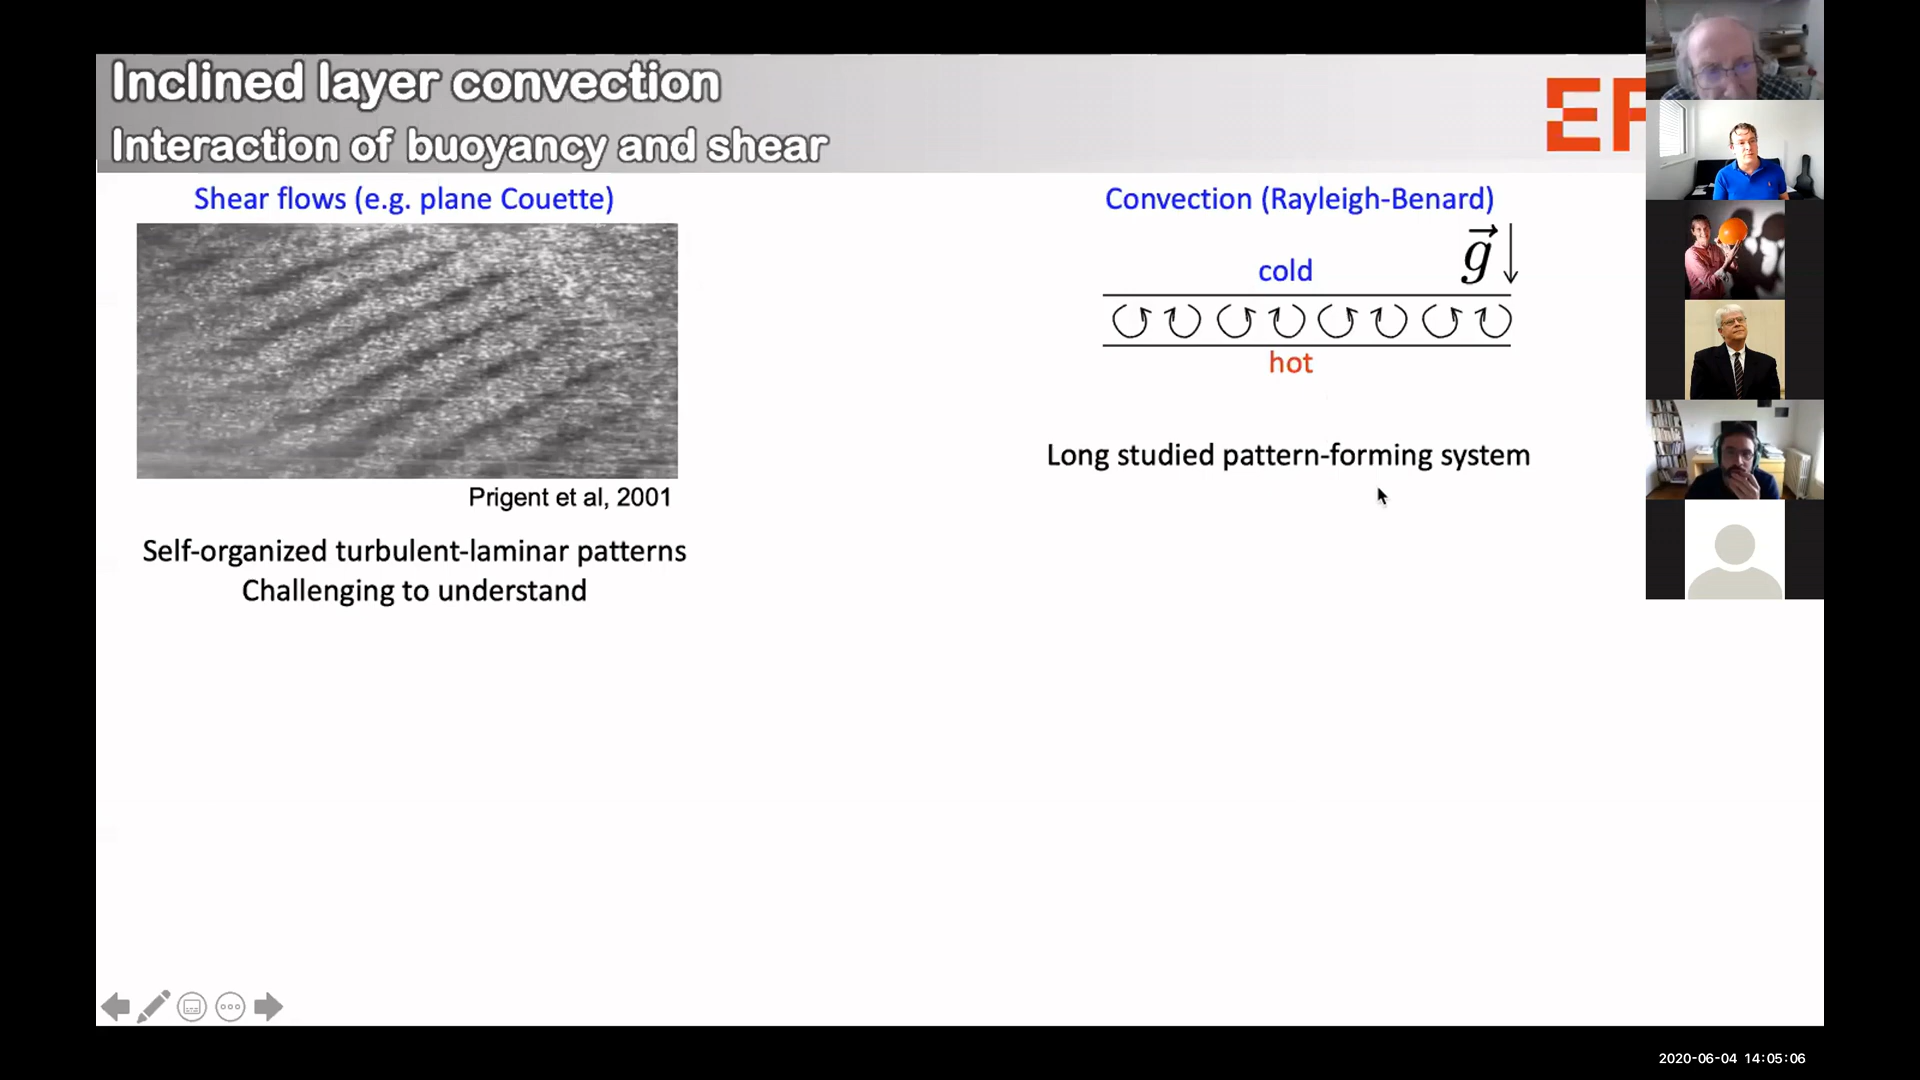 Inclined layer convection
Interaction of buoyancy and shear
EP
Shear flows (e.g. plane Couette)
Prigent et al, 2001
Self-organized turbulent-laminar patterns
Challenging to understand
Convection (Rayleigh-Benard)
g
cold
hot
Long studied pattern-forming system
2020-06-04 14:05:06